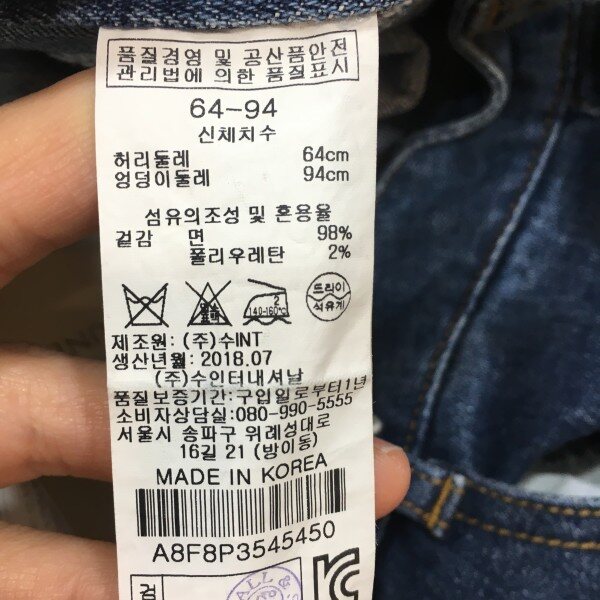 품질경영 및 공산품안전
관리법에 의한 품질표시
64-94
신체치수
허리둘레 64cm
엉덩이둘레 94cm
섬유의조성 및 혼용율
겉감 면 98%
폴리우레탄 2%
2
140-160℃
드라이
석유계
제조원: (주)수INT
생산년월: 2018.07
(주)수인터내셔날
품질보증기간: 구입일로부터1년
소비자상담실: 080-990-5555
서울시 송파구 위례성대로
16길 21 (방이동)
MADE IN KOREA
A8F8P3545450
검
ALL &